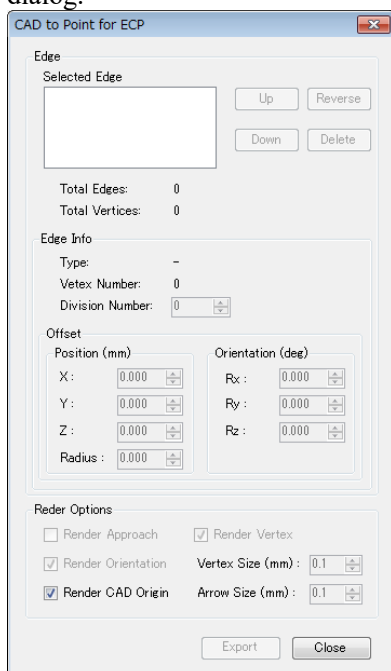 dialog.
CAD to Point for ECP
Edge
Selected Edge
Up Reverse
Down Delete
Total Edges: 0
Total Vertices: 0
Edge Info
Type: -
Vetex Number: 0
Division Number: 0
Offset
Position (mm) Orientation (deg)
X : 0.000 Rx : 0.000
Y : 0.000 Ry : 0.000
Z : 0.000 Rz : 0.000
Radius : 0.000
Reder Options
Render Approach Render Vertex
Render Orientation Vertex Size (mm) : 0.1
Render CAD Origin Arrow Size (mm) : 0.1
Export Close